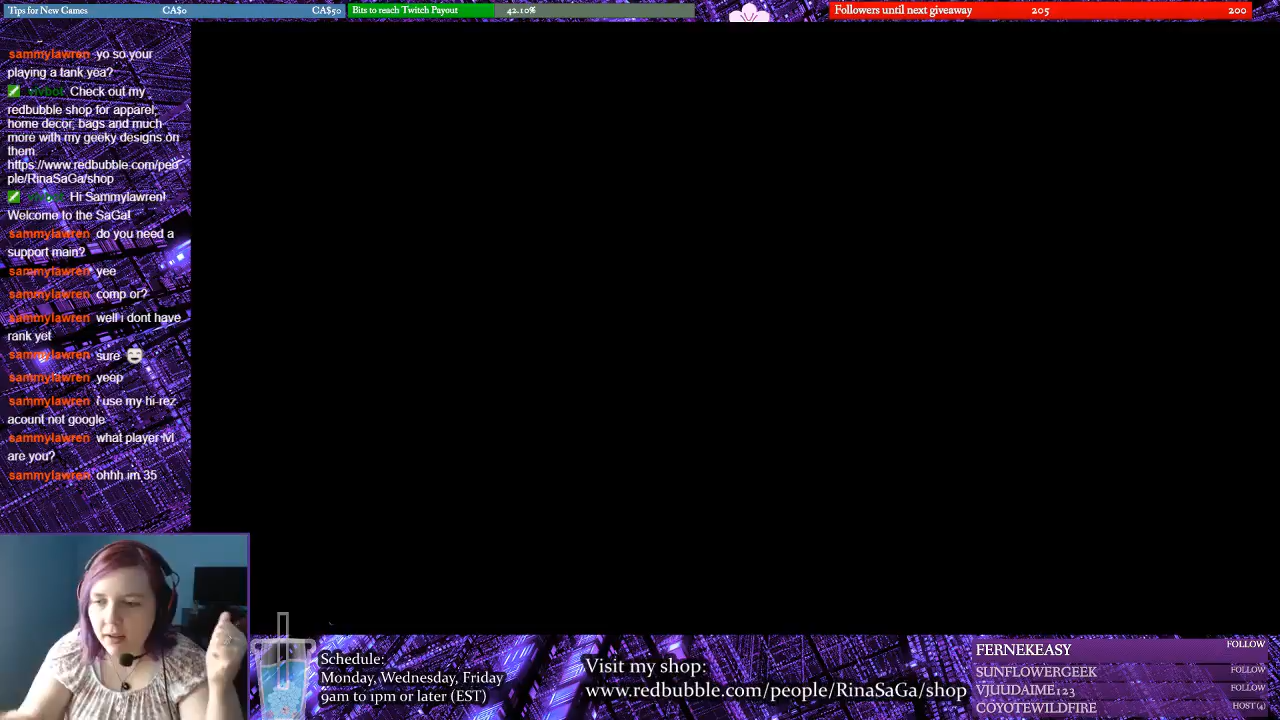 Tips for New Games CA$0 CA$50 Bits to reach Twitch Payout 42.10% Followers until next giveaway 205 200
sammylawren yo so your
playing a tank yea?
Check out my
redbubble shop for apparel,
home decor, bags and much
more with my geeky designs on
them
https://www.redbubble.com/peo
ple/RinaSaGa/shop
Hi Sammylawren!
Welcome to the SaGa!
sammylawren do you need a
support main?
sammylawren yee
sammylawren comp or?
sammylawren well i dont have
rank yet
sammylawren sure
sammylawren yeep
sammylawren I use my hi-rez
acount not google
sammylawren what player lvl
are you?
sammylawren ohhh im 35
Schedule:
Monday, Wednesday, Friday
9am to 1pm or later (EST)
Visit my shop:
www.redbubble.com/people/RinaSaGa/shop
FERNEKEASY FOLLOW
SUNFLOWERGEEK FOLLOW
VJUUDAIME123 FOLLOW
COYOTEWILDFIRE HOST (4)